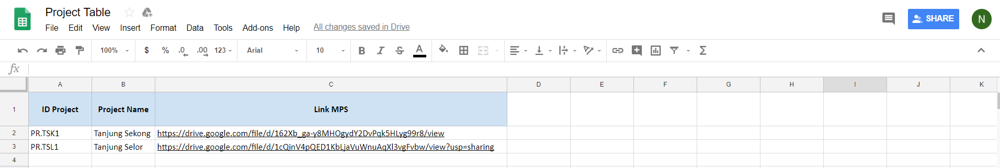 Project Table
File Edit View Insert Format Data Tools Add-ons Help All changes saved in Drive
SHARE
N
100% $ % .0 .00 123 Arial 10 B I S A Σ
fx
A B C D E F G H I J K
1 ID Project Project Name Link MPS
2 PR.TSK1 Tanjung Sekong https://drive.google.com/file/d/162Xb_ga-y8MHOgydY2DvPqk5HLyg99r8/view
3 PR.TSL1 Tanjung Selor https://drive.google.com/file/d/1cQinV4pQED1KbLjaVuWnuAqXl3vgFvbw/view?usp=sharing
4